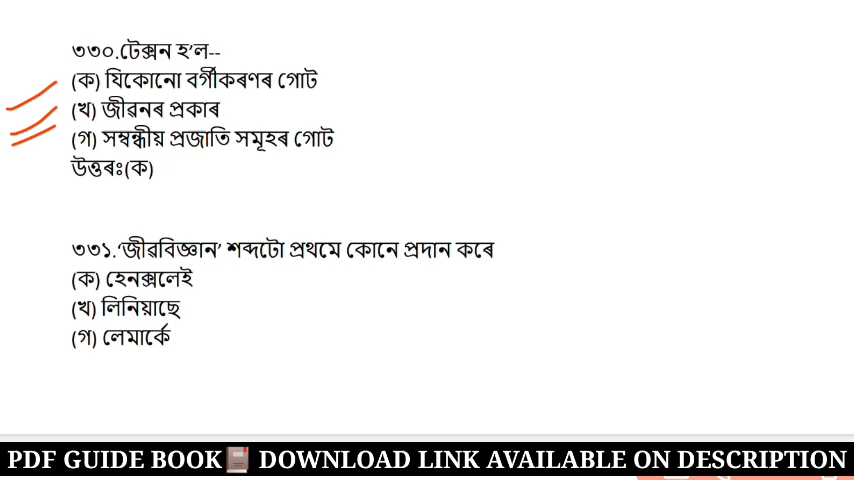 ৩৩০.টেক্সন হ'ল--
(ক) যিকোনো বৰ্গীকৰণৰ গোট
(খ) জীৱনৰ প্ৰকাৰ
(গ) সম্বন্ধীয় প্ৰজাতি সমূহৰ গোট
উত্তৰঃ(ক)
৩৩১.‘জীৱবিজ্ঞান’ শব্দটো প্ৰথমে কোনে প্ৰদান কৰে
(ক) হেনক্সলেই
(খ) লিনিয়াছে
(গ) লেমাৰ্কে
PDF GUIDE BOOK DOWNLOAD LINK AVAILABLE ON DESCRIPTION